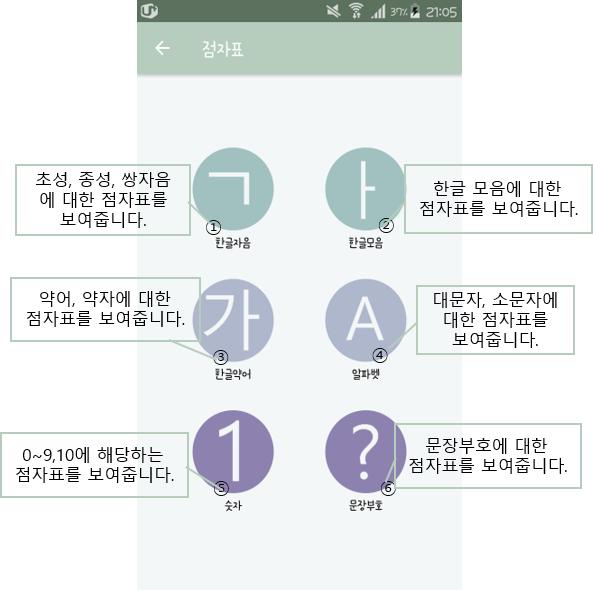 U+ 37% 21:05
점자표
초성, 종성, 쌍자음
에 대한 점자표를
보여줍니다.
ㄱ
①
한글자음
ㅏ
②
한글모음
한글 모음에 대한
점자표를 보여줍니다.
약어, 약자에 대한
점자표를 보여줍니다.
가
③
한글약어
A
④
알파벳
대문자, 소문자에
대한 점자표를
보여줍니다.
0~9,10에 해당하는
점자표를 보여줍니다.
1
⑤
숫자
?
⑥
문장부호
문장부호에 대한
점자표를 보여줍니다.